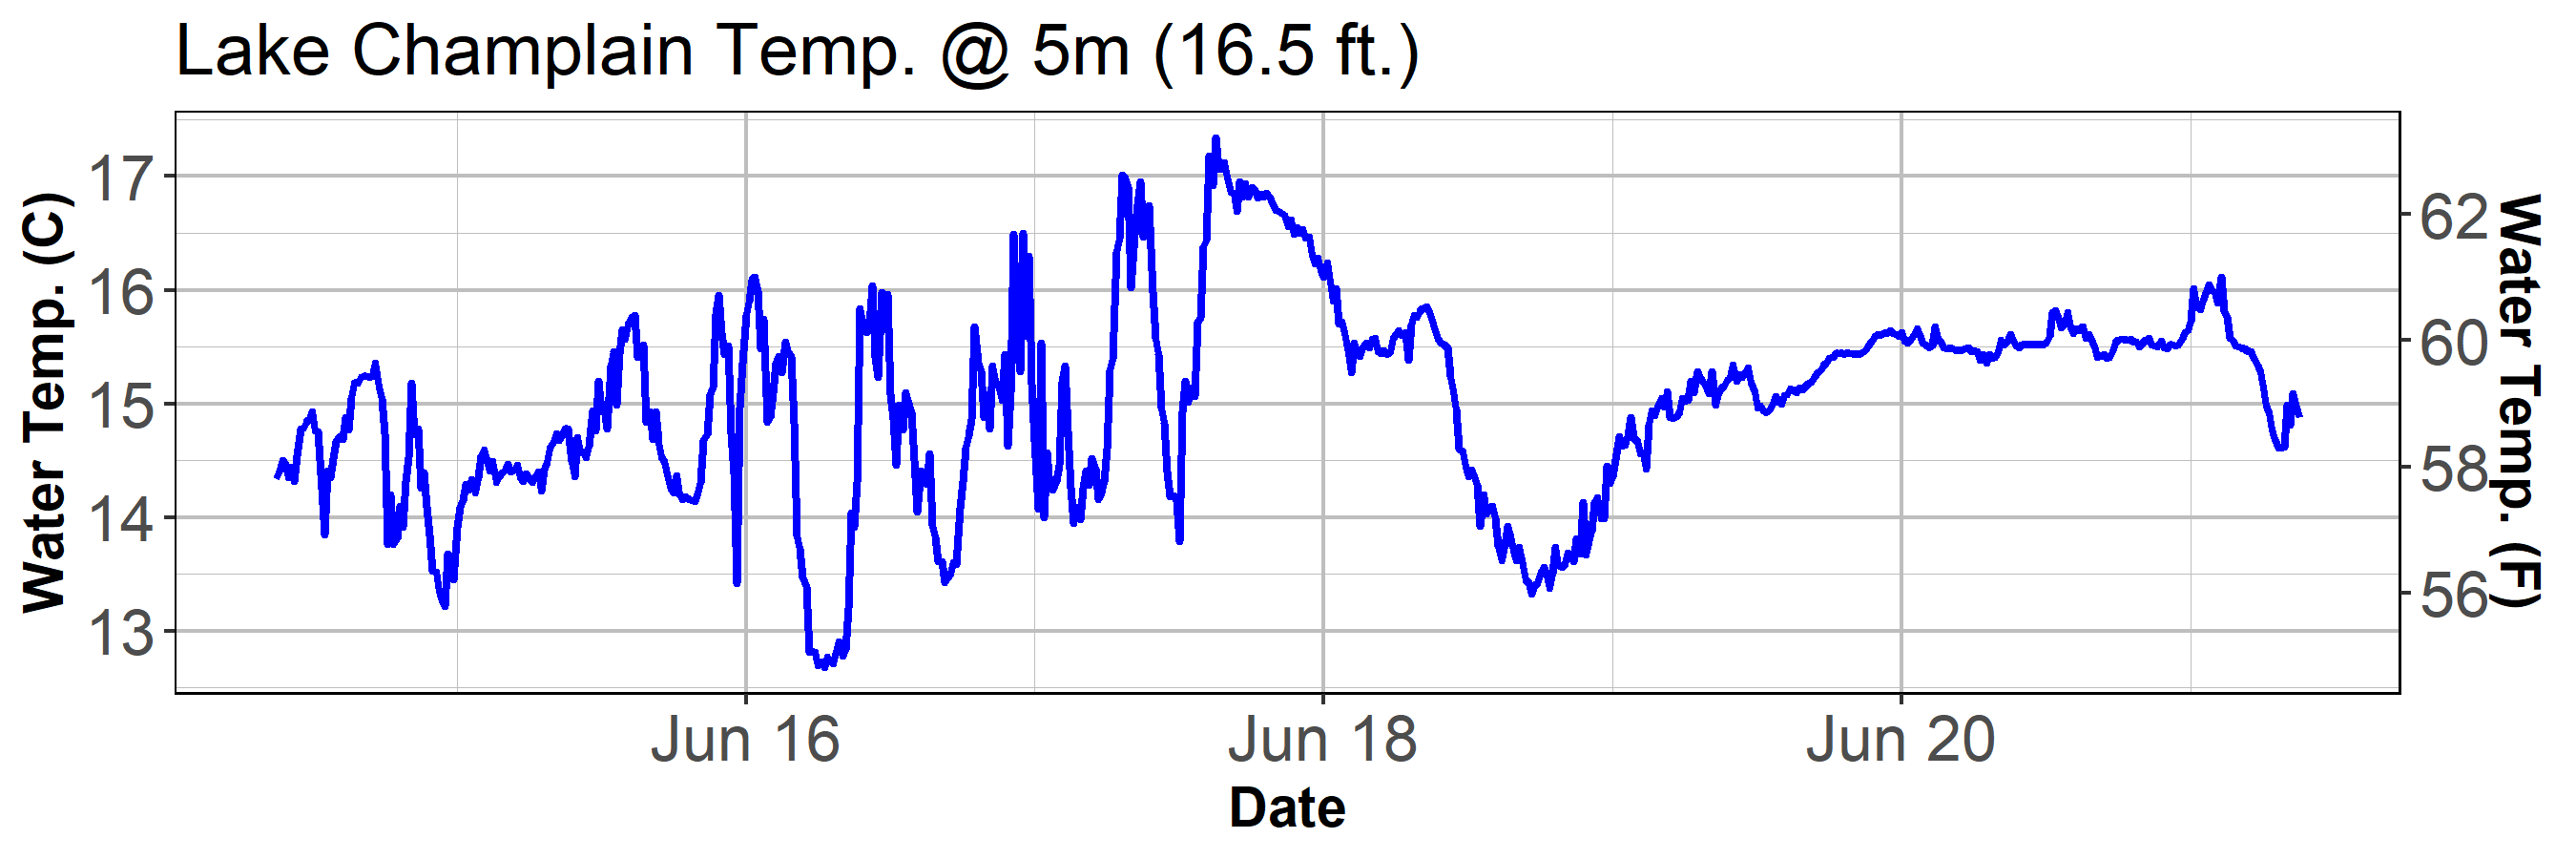 Lake Champlain Temp. @ 5m (16.5 ft.)
Water Temp. (C)
17
16
15
14
13
62
60
58
56
Water Temp. (F)
Jun 16
Jun 18
Jun 20
Date